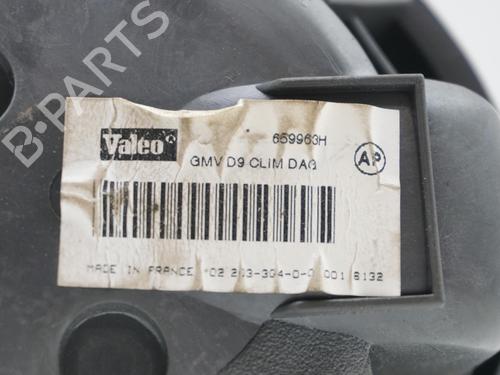 B-PARTS
Valeo
659963H
GMV D9 CLIM DAG
AP
MADE IN FRANCE